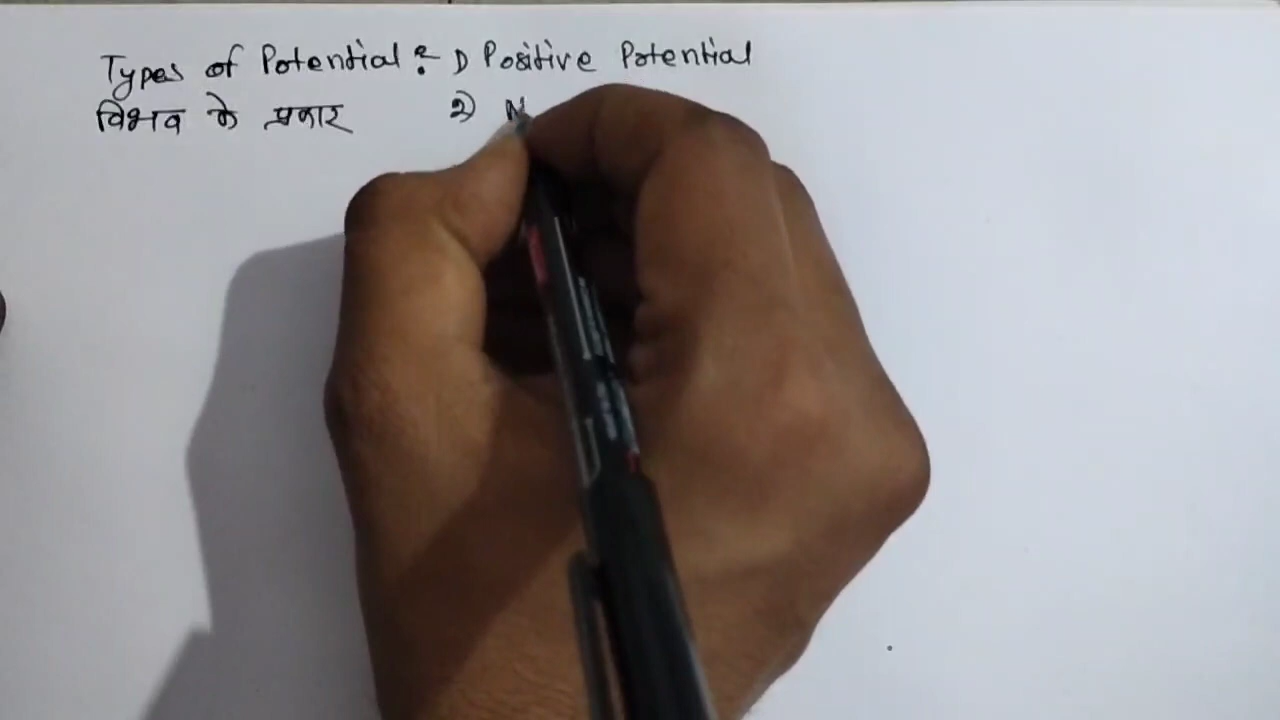 Types of Potential : 1) Positive Potential
विभव के प्रकार 2) N